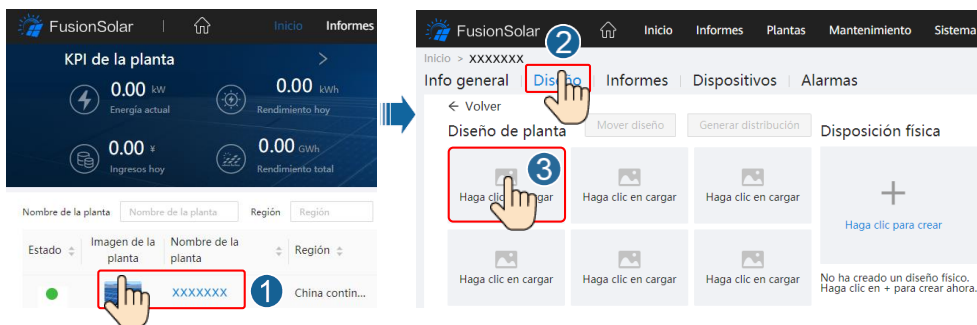 FusionSolar Inicio Informes
KPI de la planta >
0.00 kW
Energía actual
0.00 kWh
Rendimiento hoy
0.00 ¥
Ingresos hoy
0.00 GWh
Rendimiento total
Nombre de la planta Nombre de la planta Región Región
Estado Imagen de la planta Nombre de la planta Región
XXXXXXX China contin...
1
FusionSolar Inicio Informes Plantas Mantenimiento Sistema
2
Inicio > XXXXXXX
Info general Diseño Informes Dispositivos Alarmas
← Volver
Diseño de planta Mover diseño Generar distribución Disposición física
3
Haga clic en cargar Haga clic en cargar Haga clic en cargar
+
Haga clic para crear
Haga clic en cargar Haga clic en cargar Haga clic en cargar
No ha creado un diseño físico.
Haga clic en + para crear ahora.